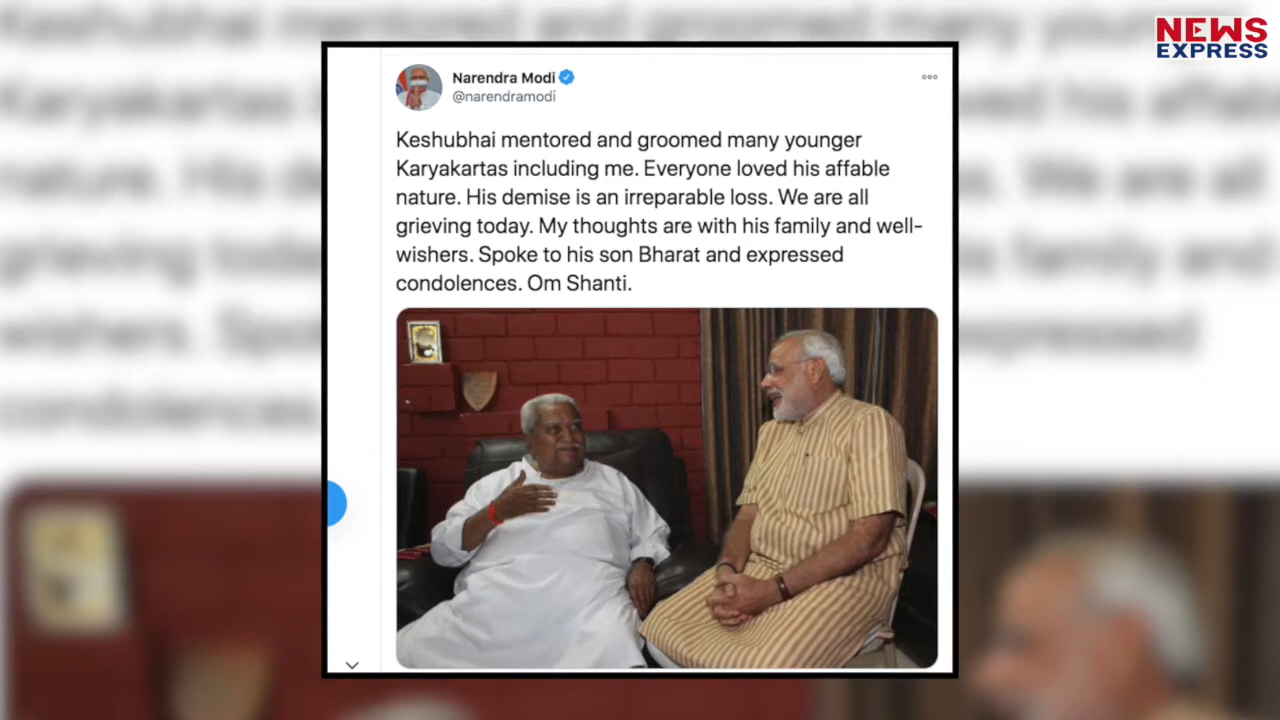 NEWS
EXPRESS
Narendra Modi
@narendramodi
Keshubhai mentored and groomed many younger
Karyakartas including me. Everyone loved his affable
nature. His demise is an irreparable loss. We are all
grieving today. My thoughts are with his family and well-
wishers. Spoke to his son Bharat and expressed
condolences. Om Shanti.